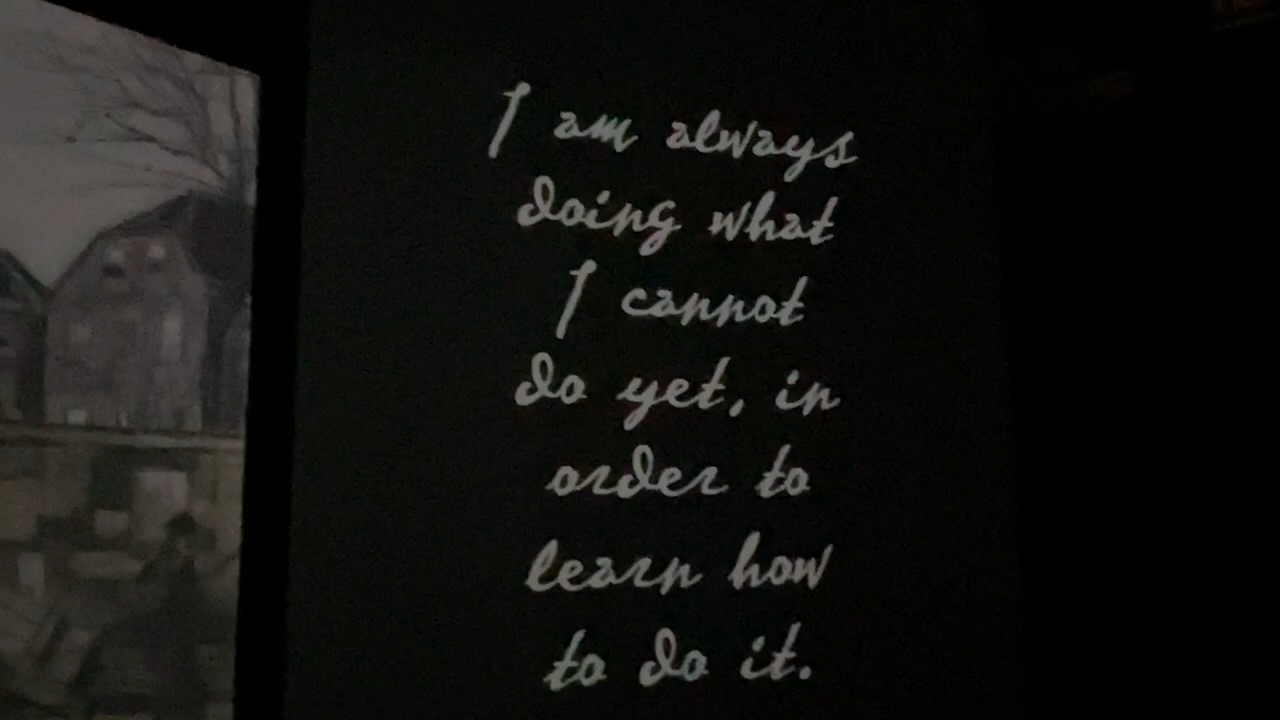 I am always
doing what
I cannot
do yet, in
order to
learn how
to do it.